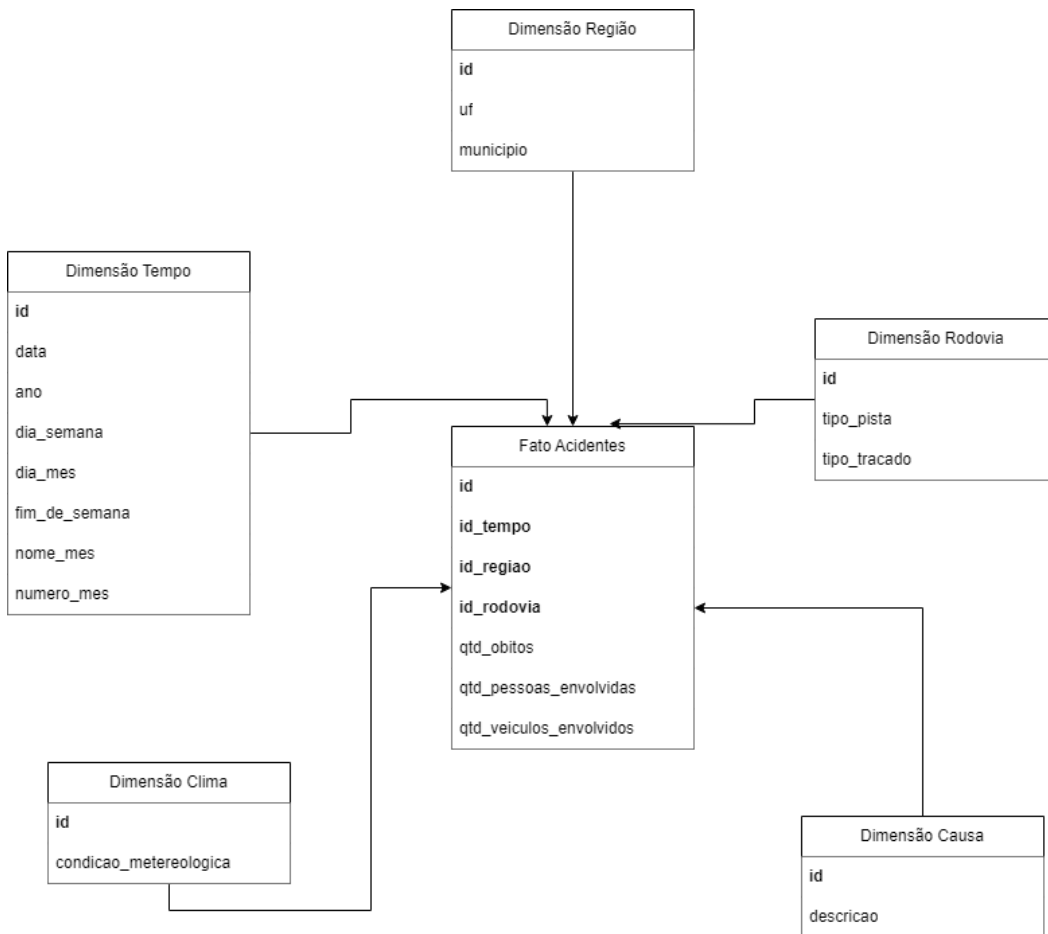 Dimensão Região
id
uf
municipio
Dimensão Tempo
id
data
ano
dia_semana
dia_mes
fim_de_semana
nome_mes
numero_mes
Dimensão Rodovia
id
tipo_pista
tipo_tracado
Fato Acidentes
id
id_tempo
id_regiao
id_rodovia
qtd_obitos
qtd_pessoas_envolvidas
qtd_veiculos_envolvidos
Dimensão Clima
id
condicao_metereologica
Dimensão Causa
id
descricao